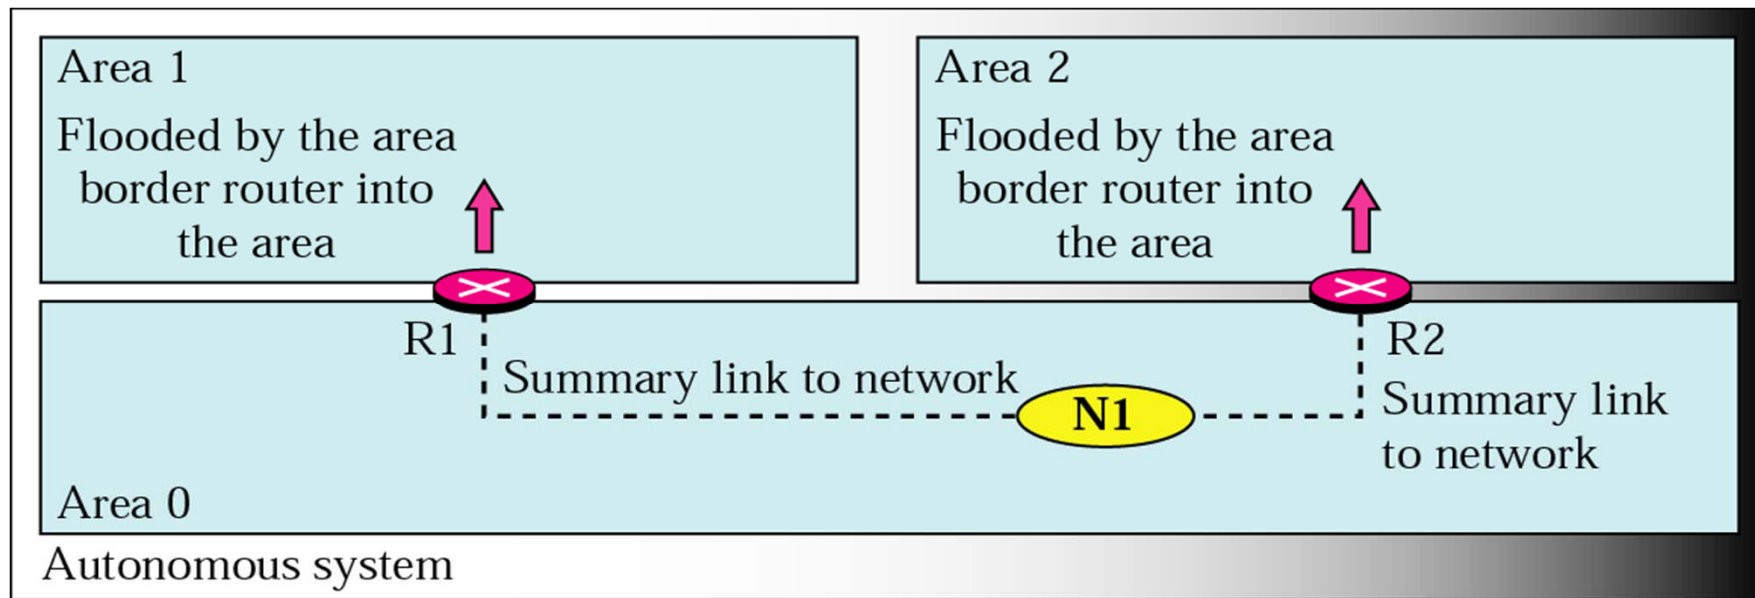 Area 1
Flooded by the area
border router into
the area
Area 2
Flooded by the area
border router into
the area
R1
R2
Summary link to network
N1
Summary link
to network
Area 0
Autonomous system